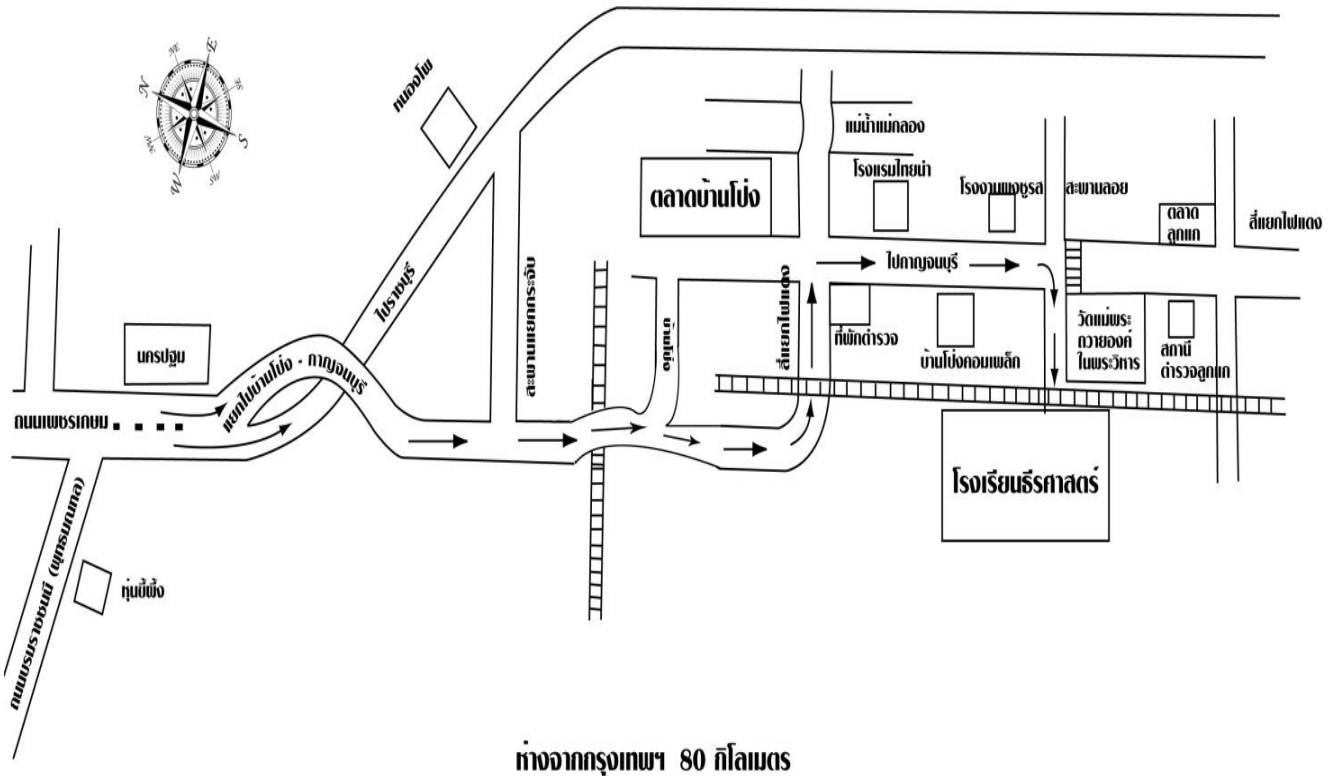 NE
E
N
SE
NW
S
W
SW
หนองโพ
แม่น้ำแม่กลอง
โรงแรมไทยนำ
ตลาดบ้านโป่ง
โรงงานผงชูรส
สะพานลอย
ตลาด
ลูกแก
สี่แยกไฟแดง
ไปราชบุรี
สะพานแยกกระจับ
ไปกาญจนบุรี
บ้านโป่ง
สี่แยกไฟแดง
ที่พักตำรวจ
บ้านโป่งคอมเพล็ก
วัดแม่พระ
ถวายองค์
ในพระวิหาร
สถานี
ตำรวจลูกแก
นครปฐม
แยกไปบ้านโป่ง - กาญจนบุรี
ถนนเพชรเกษม
โรงเรียนธีรศาสตร์
ถนนบรมราชชนนี (พุทธมณฑล)
หุ่นขี้ผึ้ง
ห่างจากกรุงเทพฯ 80 กิโลเมตร